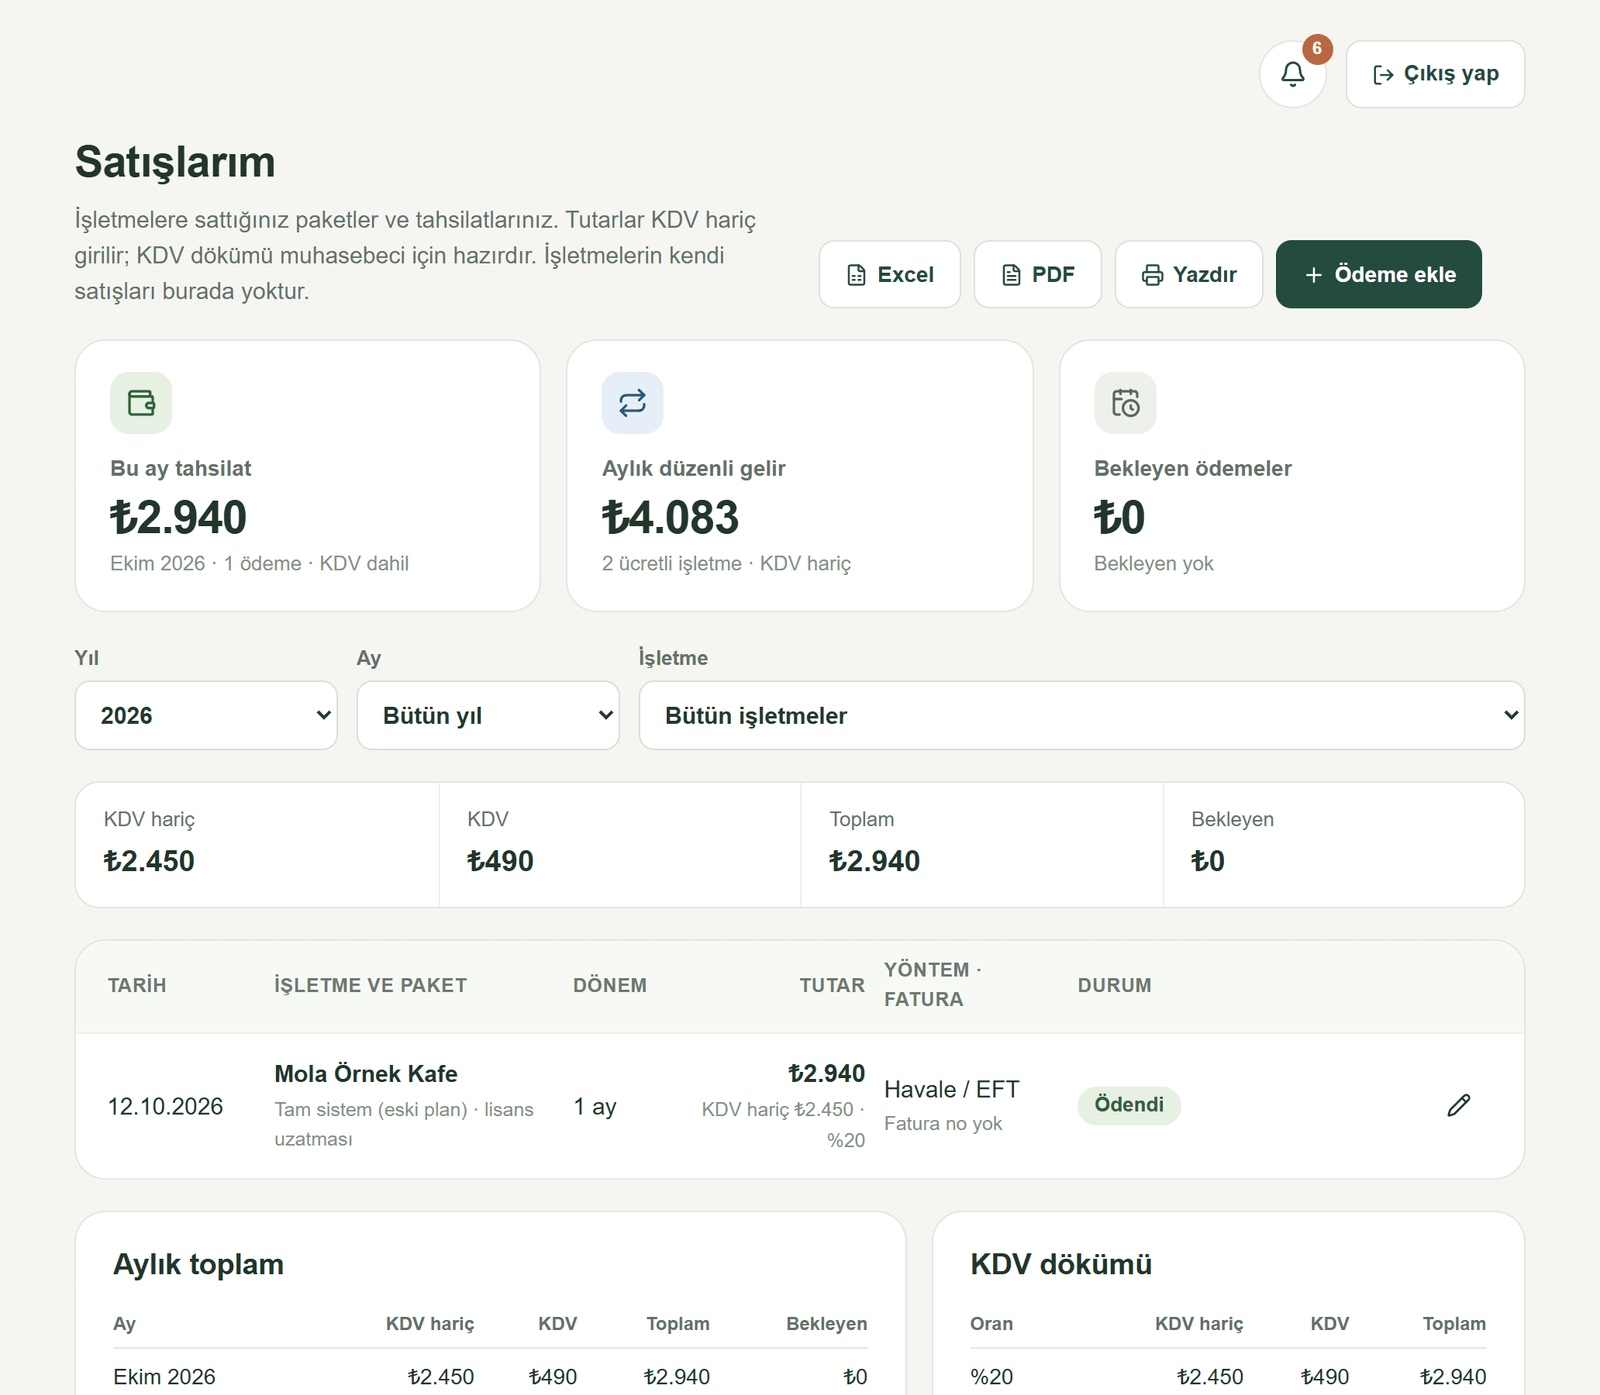 6
Çıkış yap
Satışlarım
İşletmelere sattığınız paketler ve tahsilatlarınız. Tutarlar KDV hariç
girilir; KDV dökümü muhasebeci için hazırdır. İşletmelerin kendi
satışları burada yoktur.
Excel
PDF
Yazdır
Ödeme ekle
Bu ay tahsilat
₺2.940
Ekim 2026 · 1 ödeme · KDV dahil
Aylık düzenli gelir
₺4.083
2 ücretli işletme · KDV hariç
Bekleyen ödemeler
₺0
Bekleyen yok
Yıl
2026
Ay
Bütün yıl
İşletme
Bütün işletmeler
KDV hariç
₺2.450
KDV
₺490
Toplam
₺2.940
Bekleyen
₺0
TARİH İŞLETME VE PAKET DÖNEM TUTAR YÖNTEM ·
FATURA DURUM
12.10.2026
Mola Örnek Kafe
Tam sistem (eski plan) · lisans
uzatması
1 ay
₺2.940
KDV hariç ₺2.450 ·
%20
Havale / EFT
Fatura no yok
Ödendi
Aylık toplam
Ay KDV hariç KDV Toplam Bekleyen
Ekim 2026 ₺2.450 ₺490 ₺2.940 ₺0
KDV dökümü
Oran KDV hariç KDV Toplam
%20 ₺2.450 ₺490 ₺2.940